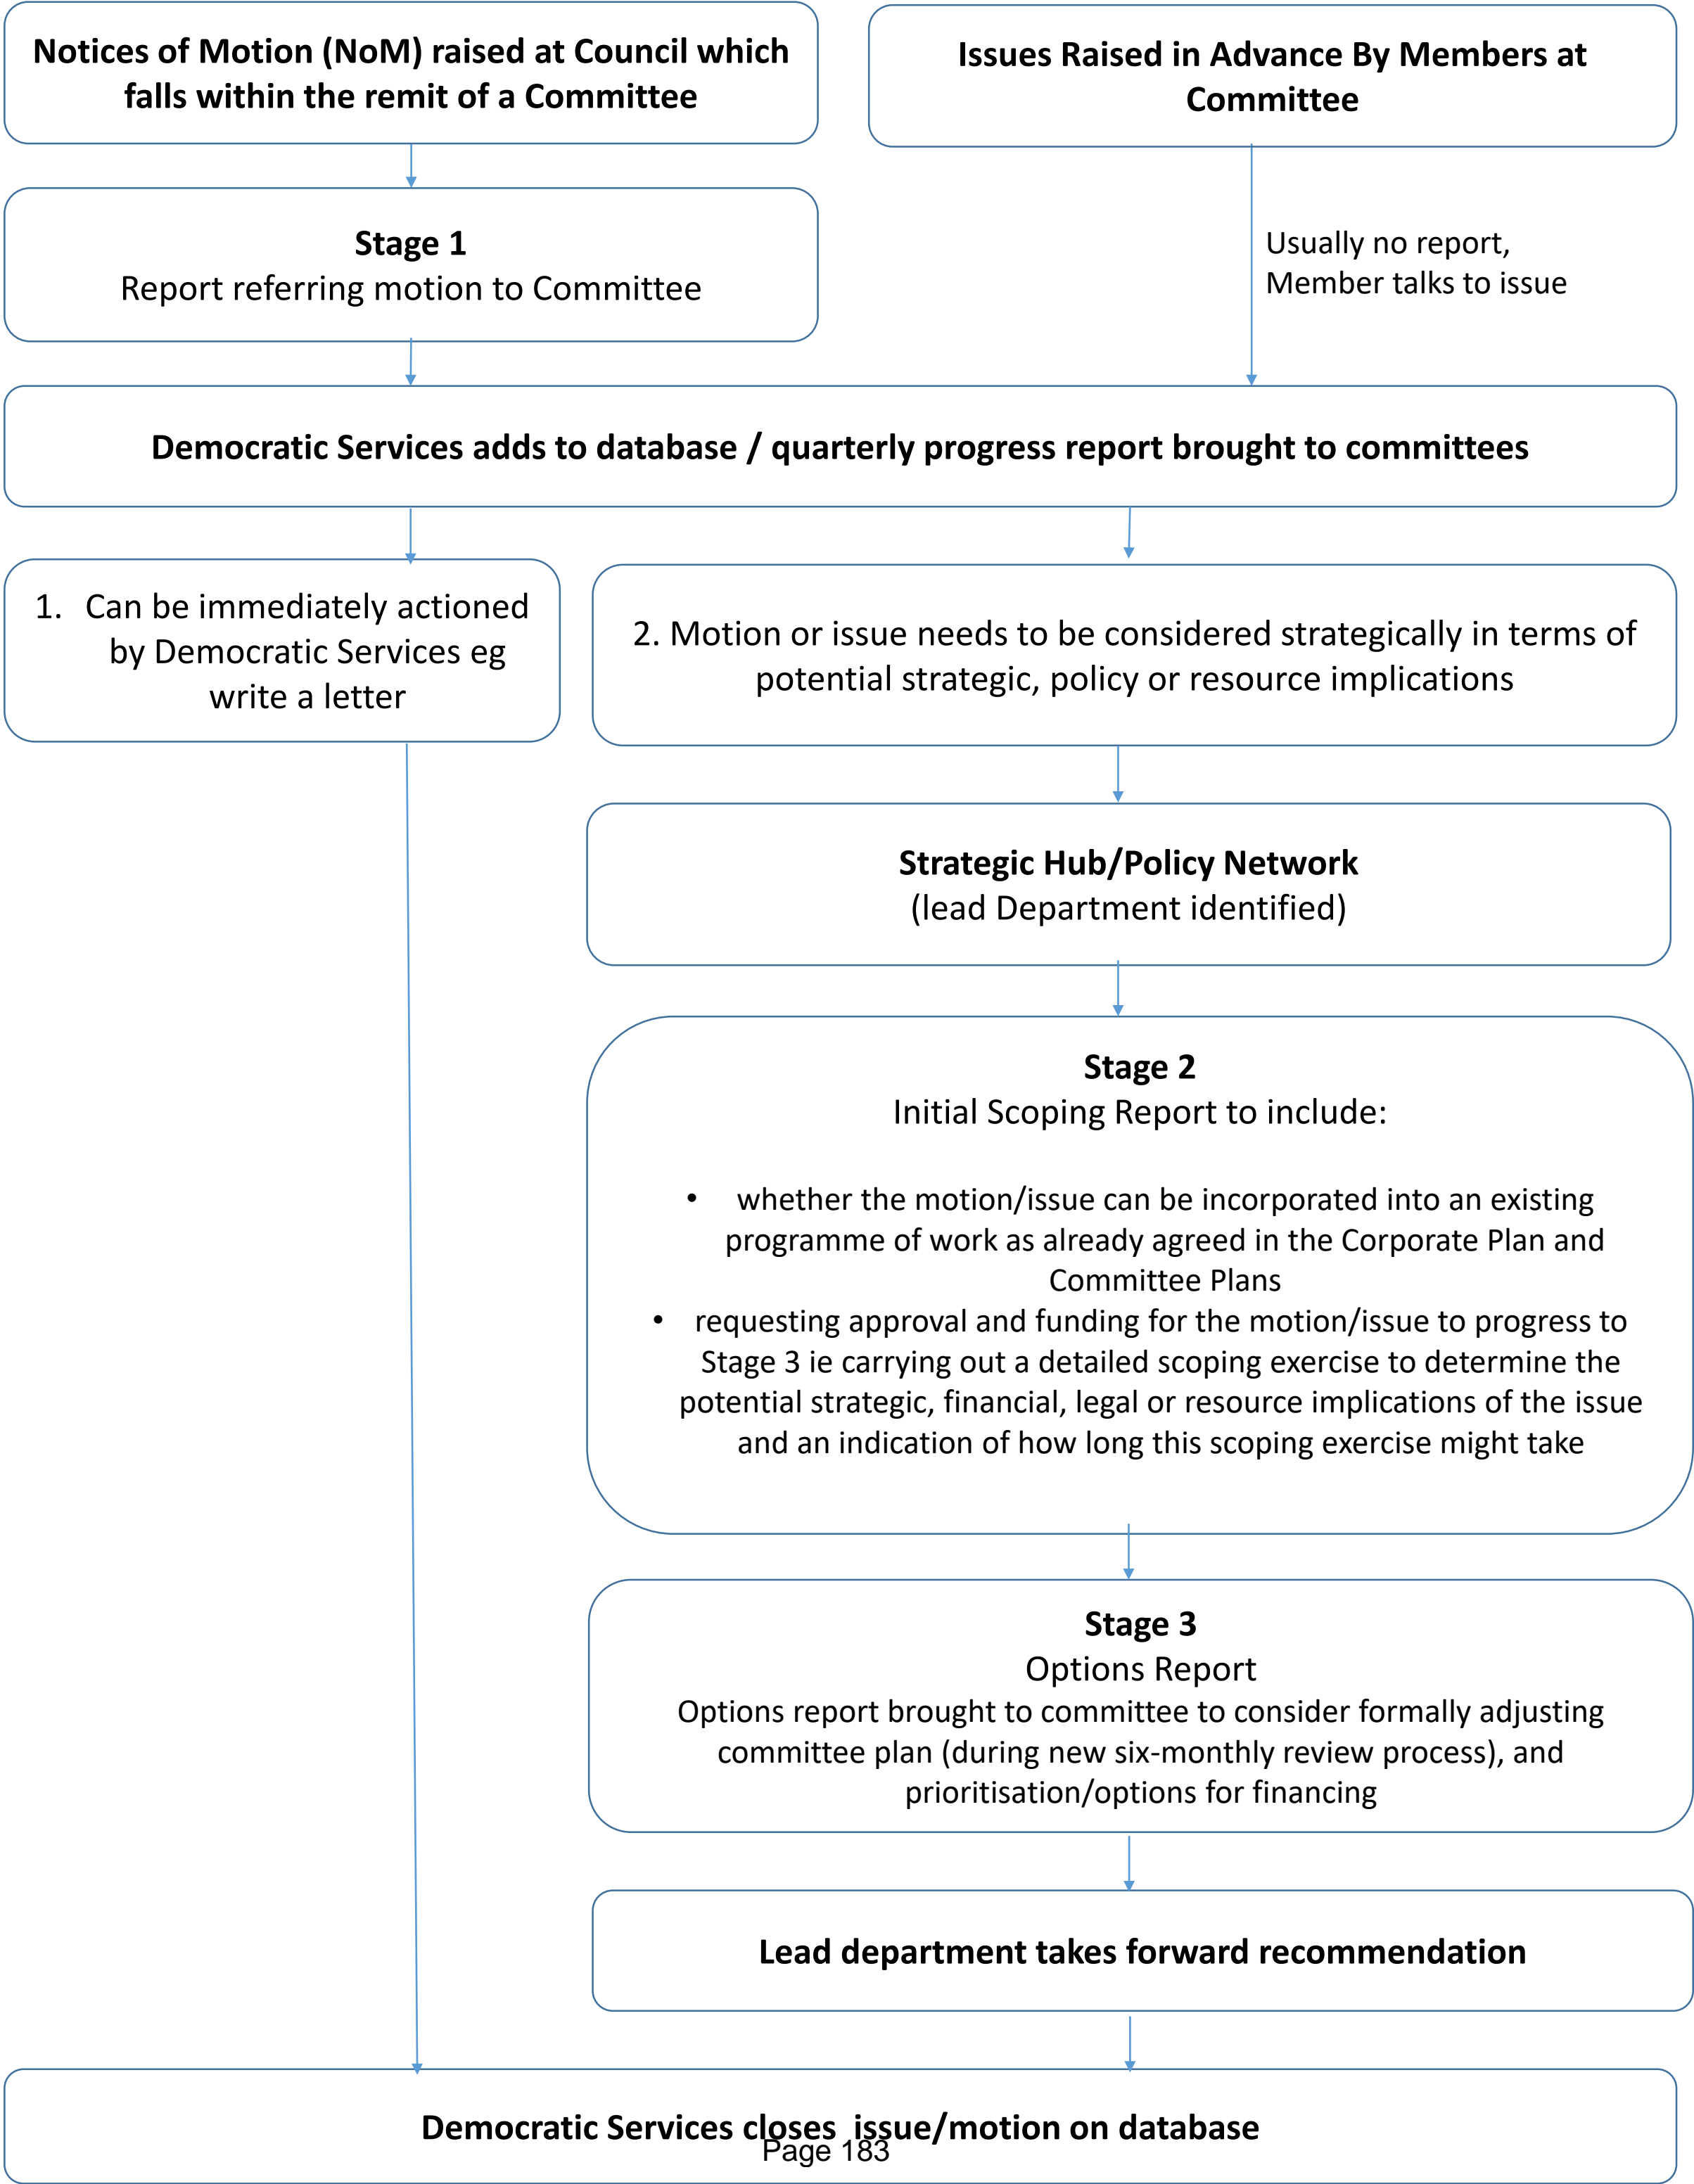 Notices of Motion (NoM) raised at Council which
falls within the remit of a Committee
Issues Raised in Advance By Members at
Committee
Stage 1
Report referring motion to Committee
Usually no report,
Member talks to issue
Democratic Services adds to database / quarterly progress report brought to committees
1. Can be immediately actioned
by Democratic Services eg
write a letter
2. Motion or issue needs to be considered strategically in terms of
potential strategic, policy or resource implications
Strategic Hub/Policy Network
(lead Department identified)
Stage 2
Initial Scoping Report to include:
• whether the motion/issue can be incorporated into an existing
programme of work as already agreed in the Corporate Plan and
Committee Plans
• requesting approval and funding for the motion/issue to progress to
Stage 3 ie carrying out a detailed scoping exercise to determine the
potential strategic, financial, legal or resource implications of the issue
and an indication of how long this scoping exercise might take
Stage 3
Options Report
Options report brought to committee to consider formally adjusting
committee plan (during new six-monthly review process), and
prioritisation/options for financing
Lead department takes forward recommendation
Democratic Services closes issue/motion on database
Page 183